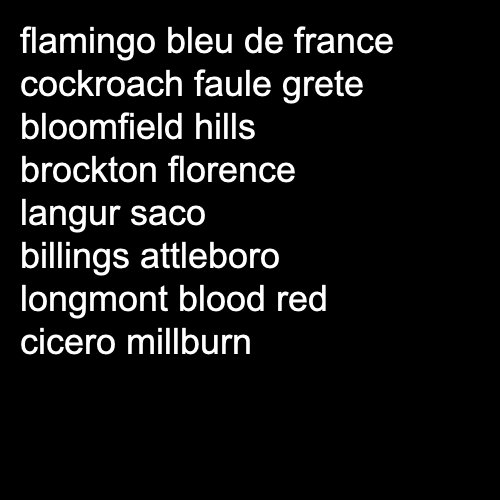 flamingo bleu de france
cockroach faule grete
bloomfield hills
brockton florence
langur saco
billings attleboro
longmont blood red
cicero millburn